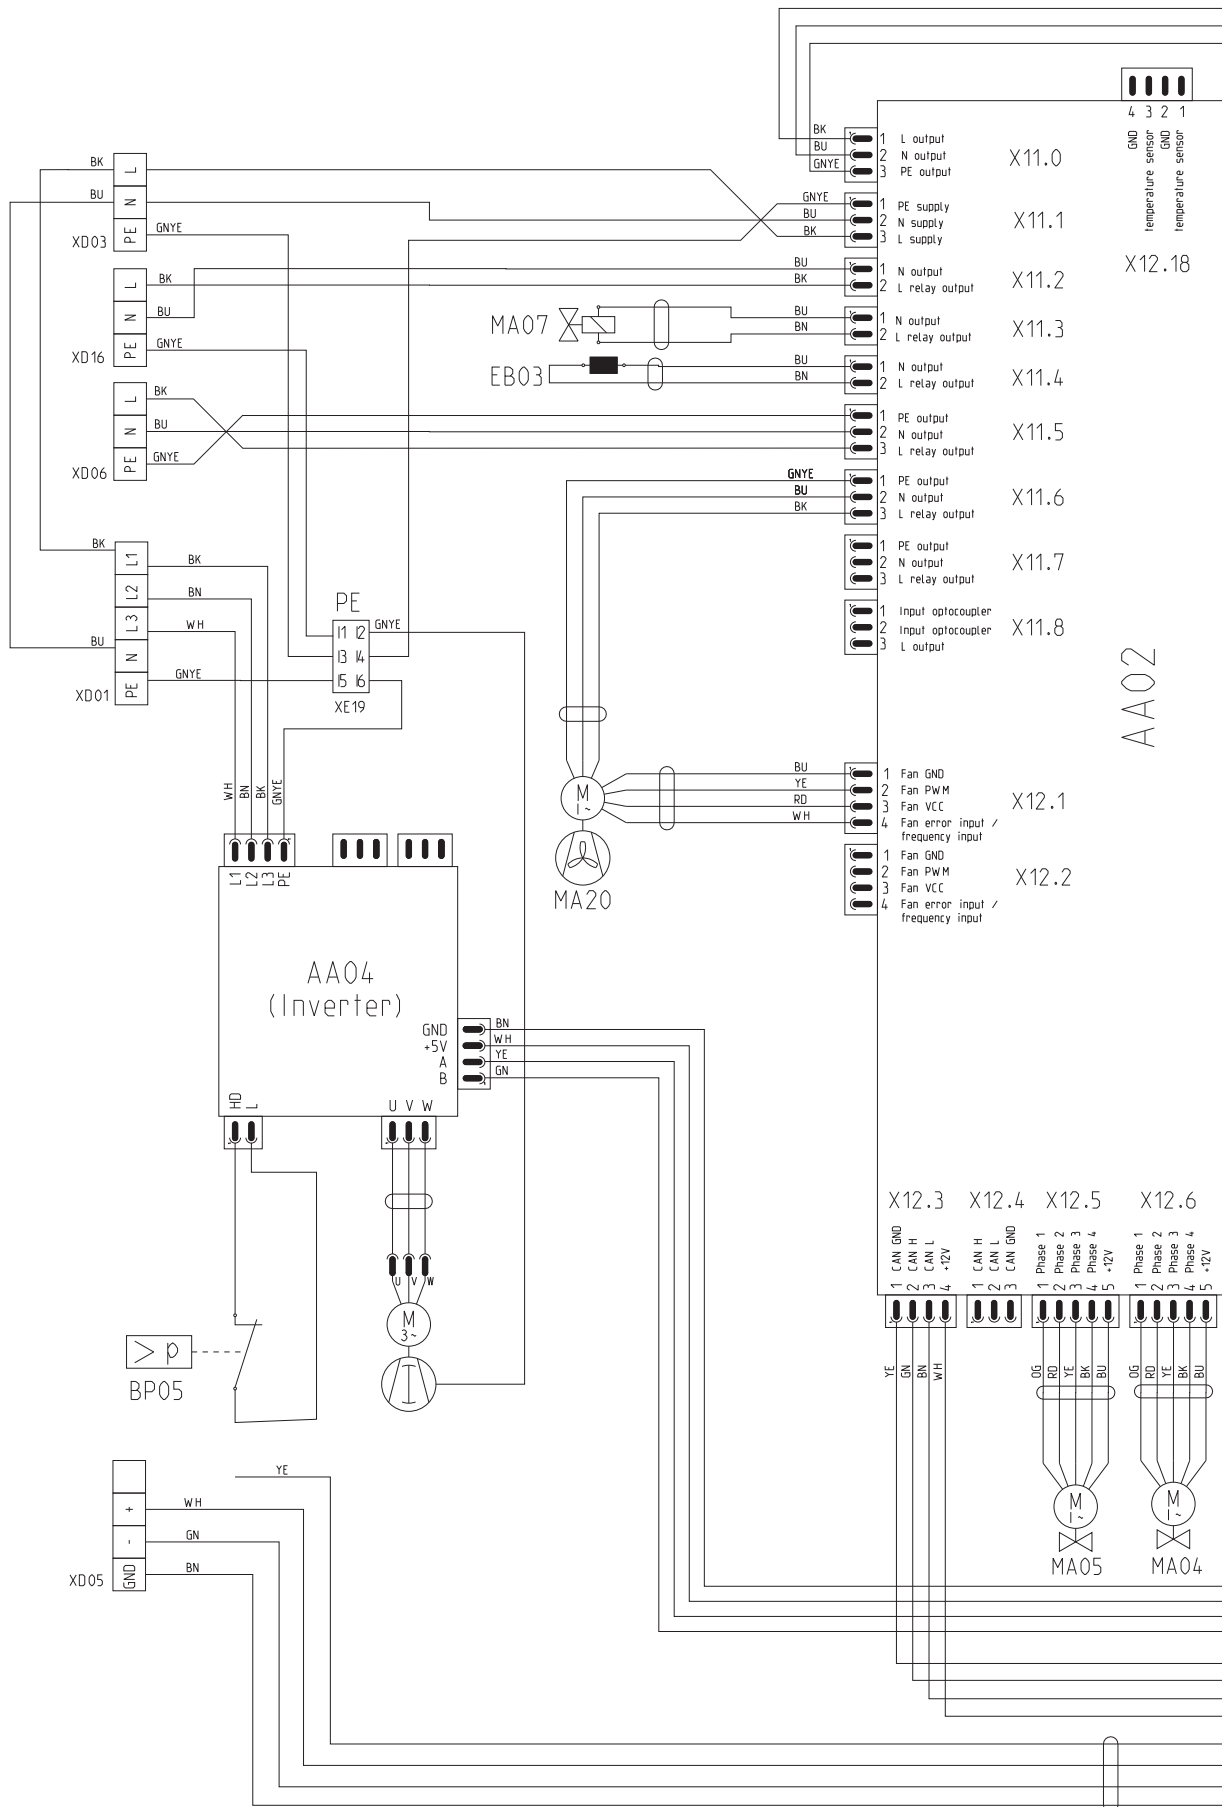 4 3 2 1
GND
temperature sensor
GND
temperature sensor
X12.18
BK 1 L output
BU 2 N output
GNYE 3 PE output
X11.0
GNYE 1 PE supply
BU 2 N supply
BK 3 L supply
X11.1
BU 1 N output
BK 2 L relay output
X11.2
BU 1 N output
BN 2 L relay output
X11.3
BU 1 N output
BN 2 L relay output
X11.4
1 PE output
2 N output
3 L relay output
X11.5
GNYE 1 PE output
BU 2 N output
BK 3 L relay output
X11.6
1 PE output
2 N output
3 L relay output
X11.7
1 Input optocoupler
2 Input optocoupler
3 L output
X11.8
AA02
BU 1 Fan GND
YE 2 Fan PWM
RD 3 Fan VCC
WH 4 Fan error input /
frequency input
X12.1
1 Fan GND
2 Fan PWM
3 Fan VCC
4 Fan error input /
frequency input
X12.2
BK L
BU N
PE GNYE
XD03
L BK
N BU
PE GNYE
XD16
L BK
N BU
PE GNYE
XD06
MA07
EB03
BK L1 BK
L2 BN
L3 WH
BU N
PE GNYE
XD01
PE
11 12 GNYE
13 14
15 16
XE19
WH BN BK GNYE
L1 L2 L3 PE
M
1~
MA20
AA04
(Inverter)
GND BN
+5V WH
A YE
B GN
HD L
U V W
U V W
M
3~
>p
BP05
X12.3
1 CAN GND
2 CAN H
3 CAN L
4 +12V
YE GN BN WH
X12.4
1 CAN H
2 CAN L
3 CAN GND
X12.5
1 Phase 1
2 Phase 2
3 Phase 3
4 Phase 4
5 +12V
OG RD YE BK BU
M
1~
MA05
X12.6
1 Phase 1
2 Phase 2
3 Phase 3
4 Phase 4
5 +12V
OG RD YE BK BU
M
1~
MA04
YE
+ WH
- GN
GND BN
XD05